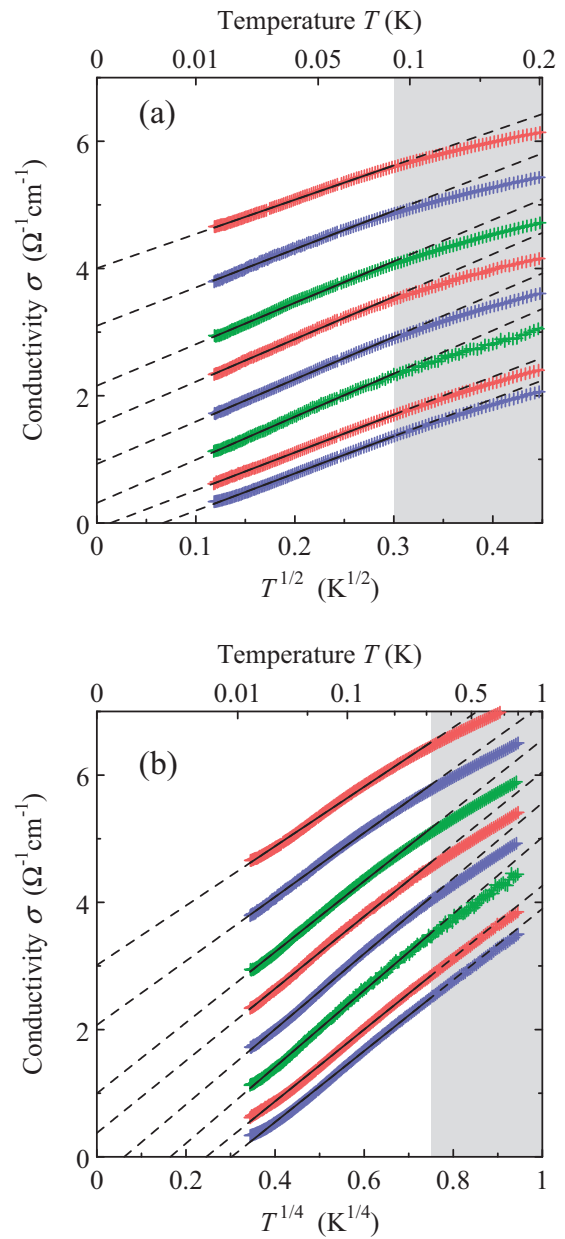 Temperature T (K)
0 0.01 0.05 0.1 0.2
(a)
6
4
2
0
Conductivity σ (Ω⁻¹cm⁻¹)
0 0.1 0.2 0.3 0.4
T^1/2 (K^1/2)
Temperature T (K)
0 0.01 0.1 0.5 1
(b)
6
4
2
0
Conductivity σ (Ω⁻¹cm⁻¹)
0 0.2 0.4 0.6 0.8 1
T^1/4 (K^1/4)